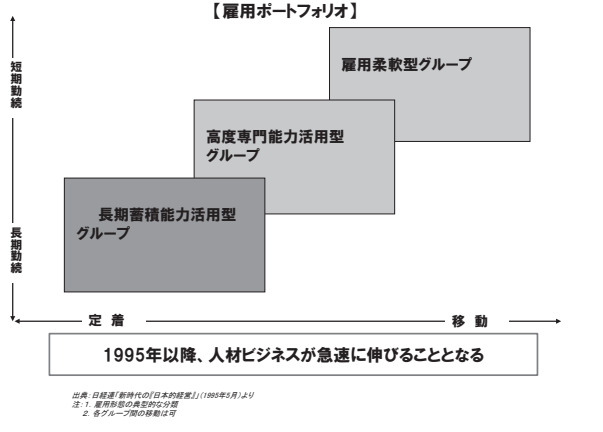 【雇用ポートフォリオ】
短期勤続
雇用柔軟型グループ
高度専門能力活用型
グループ
長期蓄積能力活用型
グループ
長期勤続
定着
移動
1995年以降、人材ビジネスが急速に伸びることとなる
出典：日経連「新時代の『日本的経営』」（1995年5月）より
注：1．雇用形態の典型的な分類
2．各グループ間の移動は可